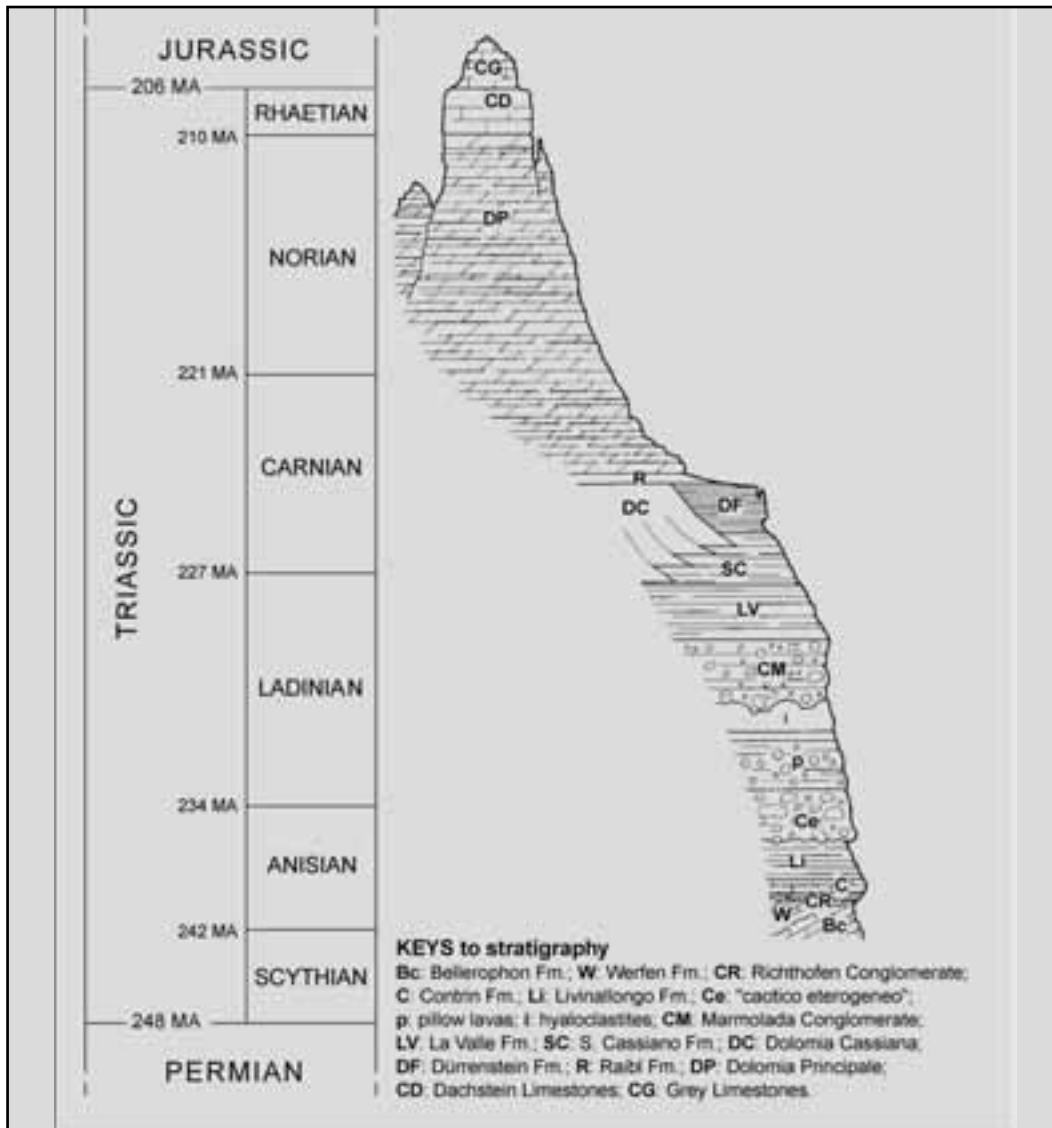 JURASSIC
206 MA
RHAETIAN
210 MA
NORIAN
221 MA
CARNIAN
227 MA
TRIASSIC
LADINIAN
234 MA
ANISIAN
242 MA
SCYTHIAN
248 MA
PERMIAN
CG
CD
DP
R
DC
DF
SC
LV
CM
I
p
Ce
Li
C
CR
W
Bc
KEYS to stratigraphy
Bc: Bellerophon Fm.; W: Werfen Fm.; CR: Richthofen Conglomerate;
C: Contrin Fm.; Li: Livinallongo Fm.; Ce: "caotico eterogeneo";
p: pillow lavas; i: hyaloclastites; CM: Marmolada Conglomerate;
LV: La Valle Fm.; SC: S. Cassiano Fm.; DC: Dolomia Cassiana;
DF: Dürrenstein Fm.; R: Raibl Fm.; DP: Dolomia Principale;
CD: Dachstein Limestones; CG: Grey Limestones.